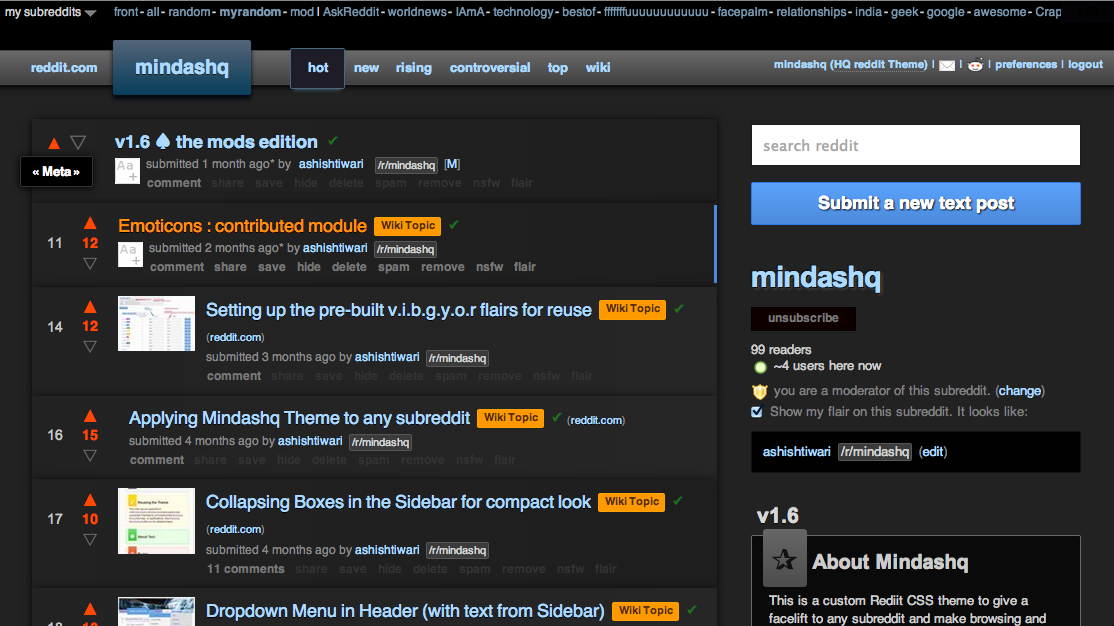 my subreddits front - all - random - myrandom - mod | AskReddit - worldnews - IAmA - technology - bestof - fffffffuuuuuuuuuuuu - facepalm - relationships - india - geek - google - awesome - Crap
reddit.com mindashq hot new rising controversial top wiki mindashq (HQ reddit Theme) | | | preferences | logout
v1.6 ♠ the mods edition ✔
submitted 1 month ago* by ashishtiwari /r/mindashq [M]
comment share save hide delete spam remove nsfw flair
Aa+
« Meta »
Emoticons : contributed module Wiki Topic ✔
11 12 submitted 2 months ago* by ashishtiwari /r/mindashq
Aa+
comment share save hide delete spam remove nsfw flair
Setting up the pre-built v.i.b.g.y.o.r flairs for reuse Wiki Topic ✔
14 12 (reddit.com)
submitted 3 months ago by ashishtiwari /r/mindashq
comment share save hide delete spam remove nsfw flair
Applying Mindashq Theme to any subreddit Wiki Topic ✔ (reddit.com)
16 15 submitted 4 months ago by ashishtiwari /r/mindashq
comment share save hide delete spam remove nsfw flair
Collapsing Boxes in the Sidebar for compact look Wiki Topic ✔
17 10 (reddit.com)
submitted 4 months ago by ashishtiwari /r/mindashq
11 comments share save hide delete spam remove nsfw flair
Dropdown Menu in Header (with text from Sidebar) Wiki Topic ✔
search reddit
Submit a new text post
mindashq
unsubscribe
99 readers
~4 users here now
you are a moderator of this subreddit. (change)
Show my flair on this subreddit. It looks like:
ashishtiwari /r/mindashq (edit)
v1.6
About Mindashq
This is a custom Rediit CSS theme to give a
facelift to any subreddit and make browsing and